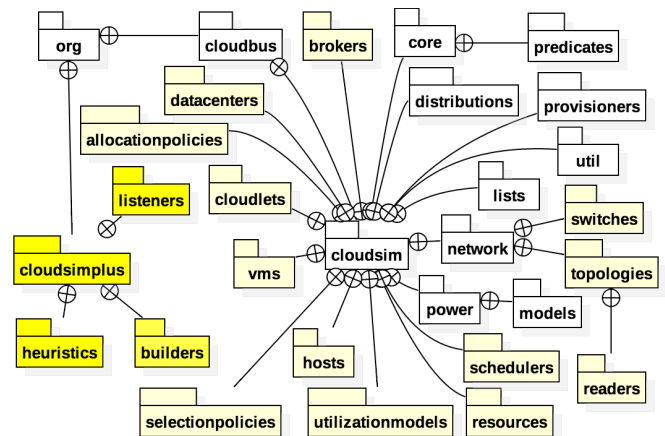 org
cloudbus
brokers
core
predicates
datacenters
distributions
provisioners
allocationpolicies
util
listeners
cloudlets
lists
switches
cloudsim
network
cloudsimplus
vms
topologies
power
models
heuristics
builders
hosts
schedulers
readers
selectionpolicies
utilizationmodels
resources